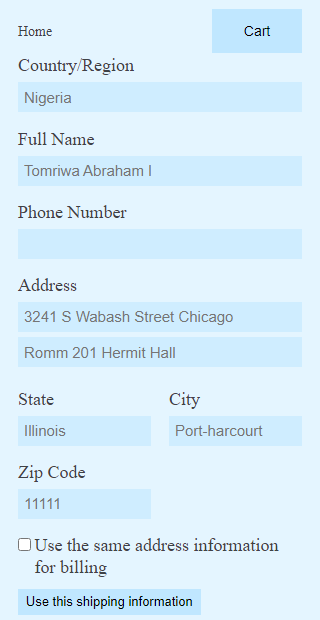 Home
Cart
Country/Region
Nigeria
Full Name
Tomriwa Abraham I
Phone Number
Address
3241 S Wabash Street Chicago
Romm 201 Hermit Hall
State
City
Illinois
Port-harcourt
Zip Code
11111
Use the same address information
for billing
Use this shipping information